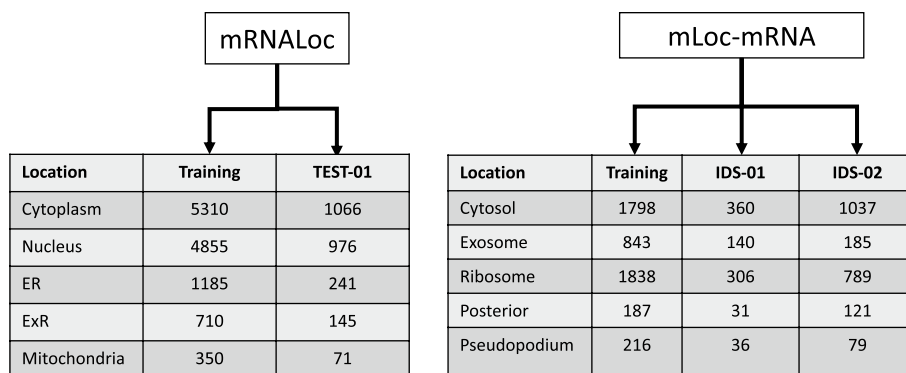 mRNALoc
Location Training TEST-01
Cytoplasm 5310 1066
Nucleus 4855 976
ER 1185 241
ExR 710 145
Mitochondria 350 71
mLoc-mRNA
Location Training IDS-01 IDS-02
Cytosol 1798 360 1037
Exosome 843 140 185
Ribosome 1838 306 789
Posterior 187 31 121
Pseudopodium 216 36 79